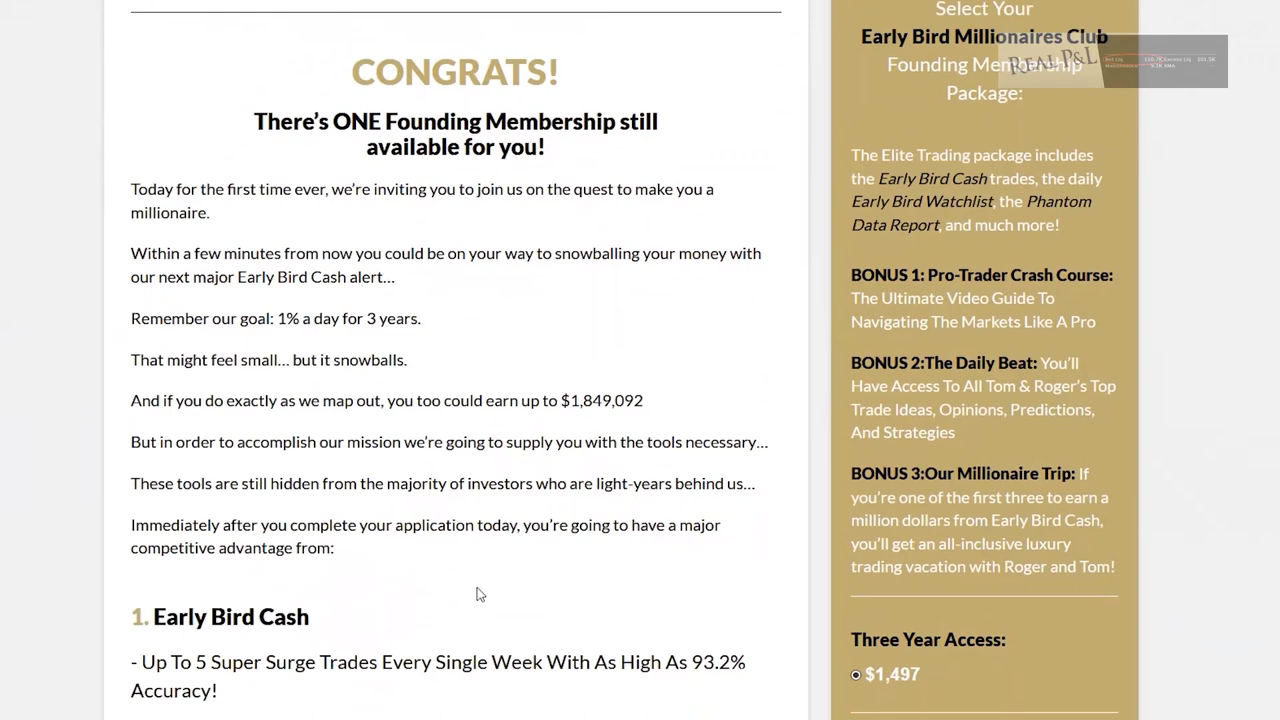 CONGRATS!
There's ONE Founding Membership still
available for you!
Today for the first time ever, we're inviting you to join us on the quest to make you a
millionaire.
Within a few minutes from now you could be on your way to snowballing your money with
our next major Early Bird Cash alert...
Remember our goal: 1% a day for 3 years.
That might feel small... but it snowballs.
And if you do exactly as we map out, you too could earn up to $1,849,092
But in order to accomplish our mission we're going to supply you with the tools necessary...
These tools are still hidden from the majority of investors who are light-years behind us...
Immediately after you complete your application today, you're going to have a major
competitive advantage from:
1. Early Bird Cash
- Up To 5 Super Surge Trades Every Single Week With As High As 93.2%
Accuracy!
Select Your
Early Bird Millionaires Club
Founding Membership
Package:
REAL P&L
The Elite Trading package includes
the Early Bird Cash trades, the daily
Early Bird Watchlist, the Phantom
Data Report, and much more!
BONUS 1: Pro-Trader Crash Course:
The Ultimate Video Guide To
Navigating The Markets Like A Pro
BONUS 2:The Daily Beat: You'll
Have Access To All Tom & Roger's Top
Trade Ideas, Opinions, Predictions,
And Strategies
BONUS 3:Our Millionaire Trip: If
you're one of the first three to earn a
million dollars from Early Bird Cash,
you'll get an all-inclusive luxury
trading vacation with Roger and Tom!
Three Year Access:
$1,497